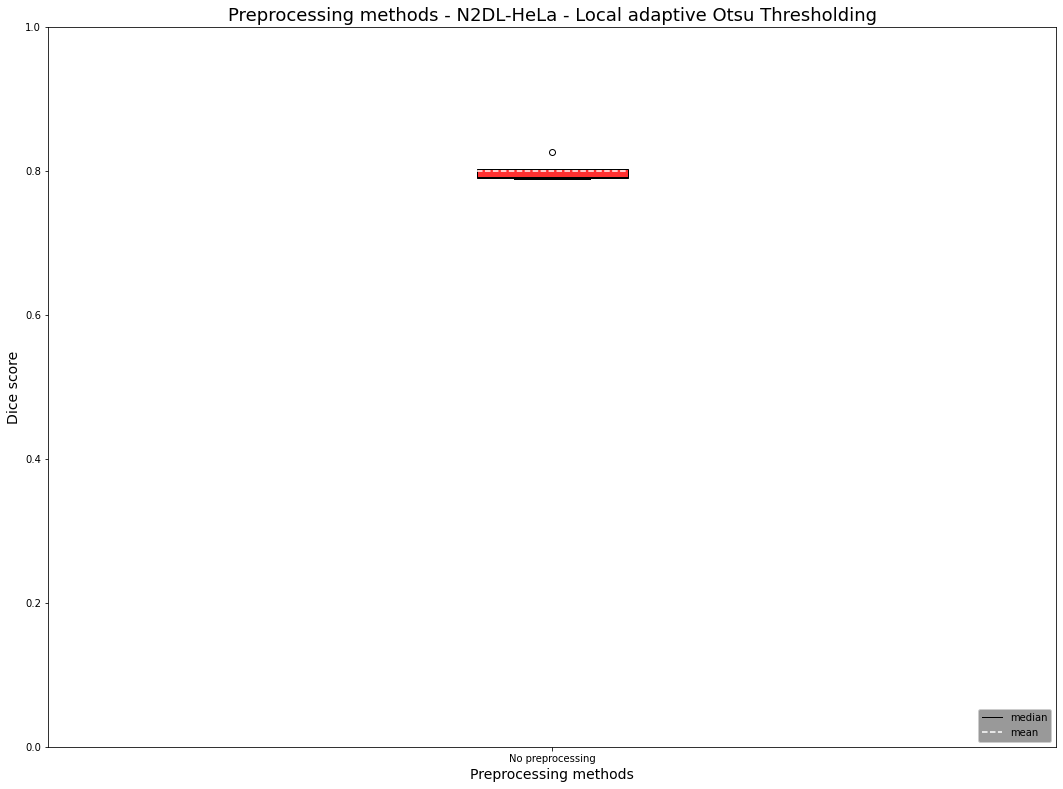 Preprocessing methods - N2DL-HeLa - Local adaptive Otsu Thresholding
1.0
0.8
0.6
0.4
0.2
0.0
Dice score
No preprocessing
Preprocessing methods
median
mean